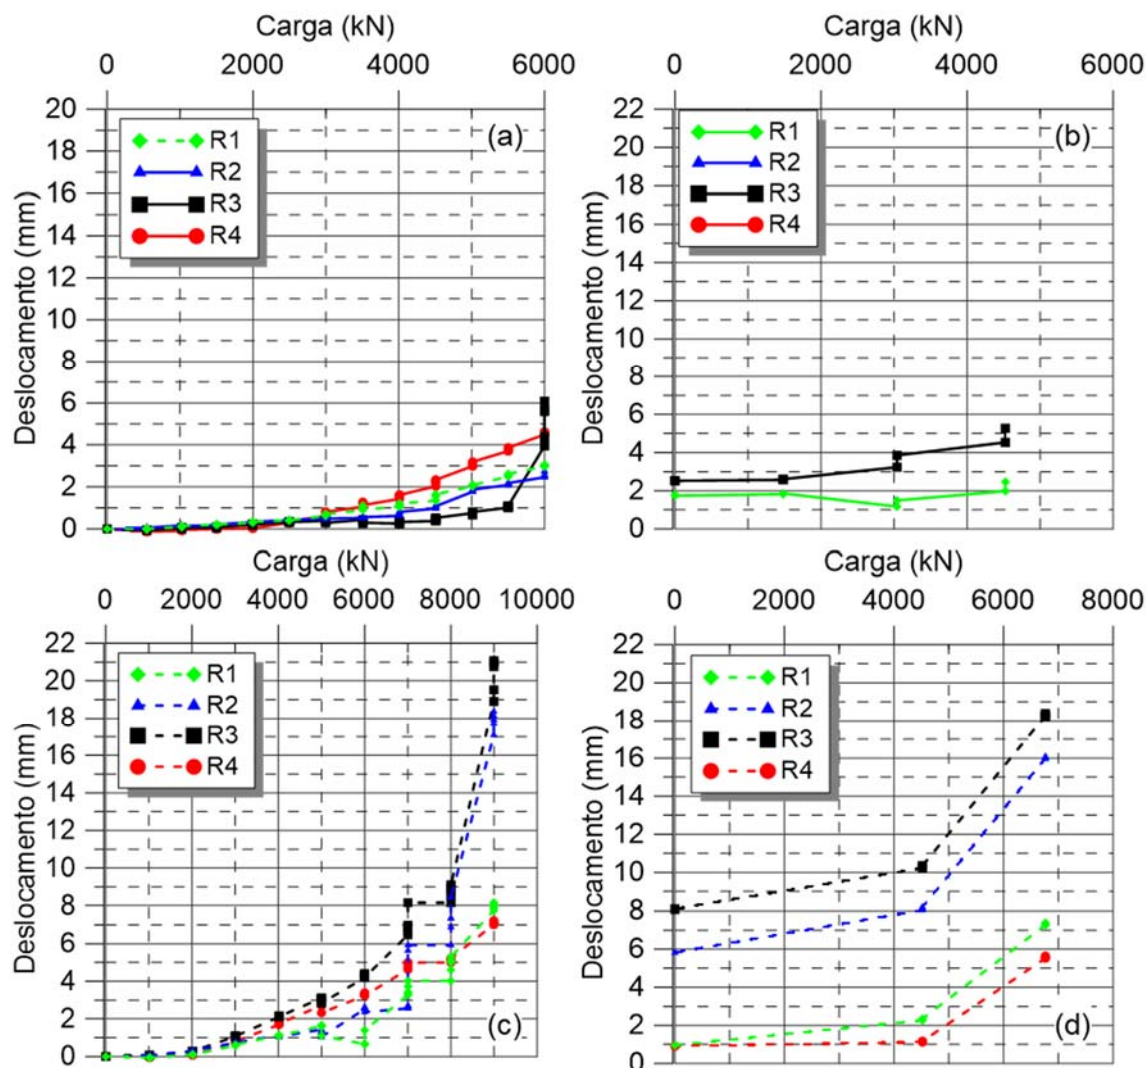 Carga (kN)
0 2000 4000 6000
Deslocamento (mm)
20
18
16
14
12
10
8
6
4
2
0
R1
R2
R3
R4
(a)
Carga (kN)
0 2000 4000 6000
Deslocamento (mm)
22
20
18
16
14
12
10
8
6
4
2
0
R1
R2
R3
R4
(b)
Carga (kN)
0 2000 4000 6000 8000 10000
Deslocamento (mm)
22
20
18
16
14
12
10
8
6
4
2
0
R1
R2
R3
R4
(c)
Carga (kN)
0 2000 4000 6000 8000
Deslocamento (mm)
22
20
18
16
14
12
10
8
6
4
2
0
R1
R2
R3
R4
(d)